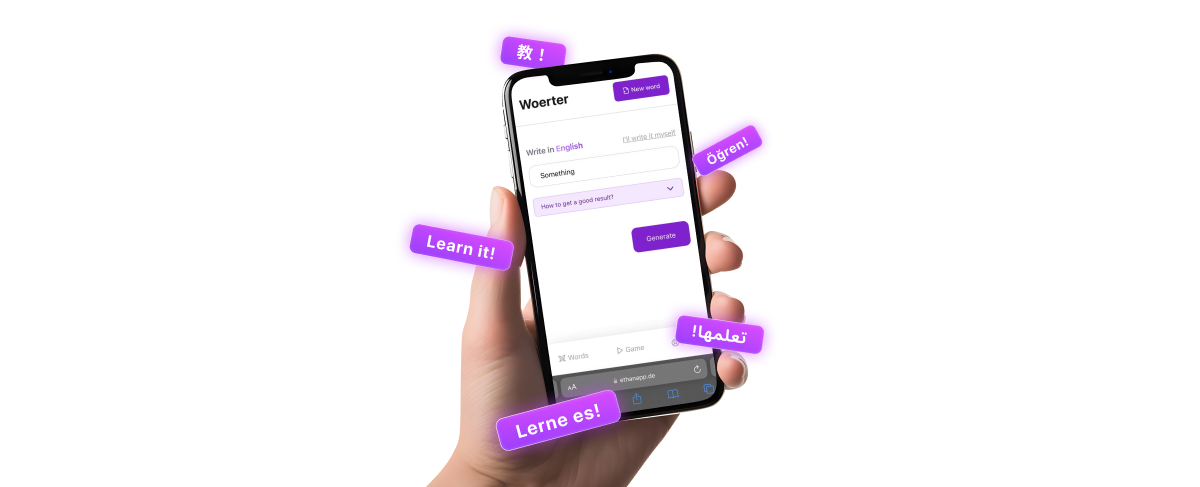 教！
Woerter
New word
Write in English
I'll write it myself
Something
How to get a good result?
Generate
Öğren!
Learn it!
تعلمها!
Words
Game
AA
ethanapp.de
Lerne es!